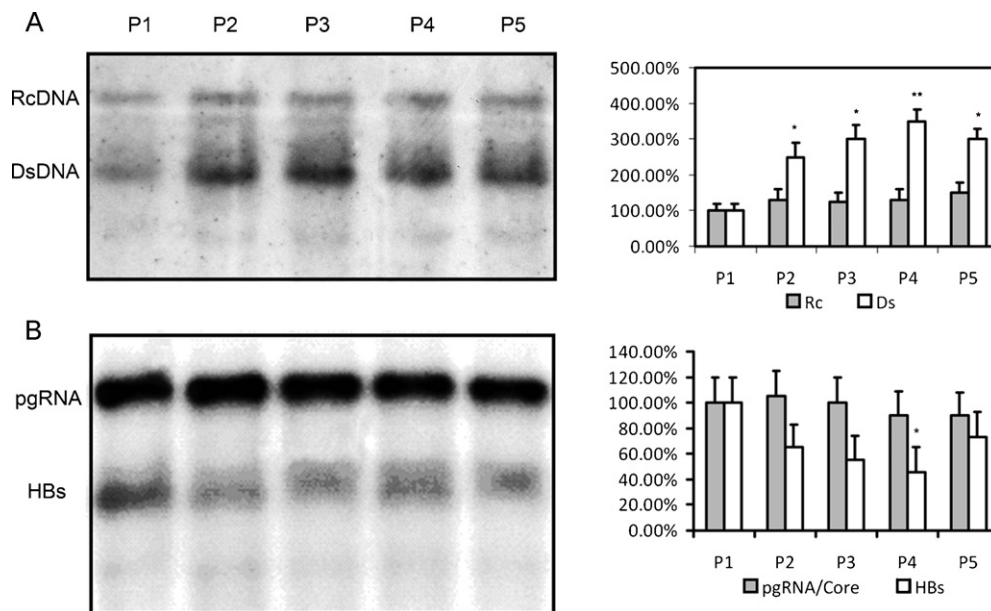 A
P1 P2 P3 P4 P5
RcDNA
DsDNA
500.00%
400.00%
300.00%
200.00%
100.00%
0.00%
* * ** *
P1 P2 P3 P4 P5
Rc Ds
B
pgRNA
HBs
140.00%
120.00%
100.00%
80.00%
60.00%
40.00%
20.00%
0.00%
*
P1 P2 P3 P4 P5
pgRNA/Core HBs